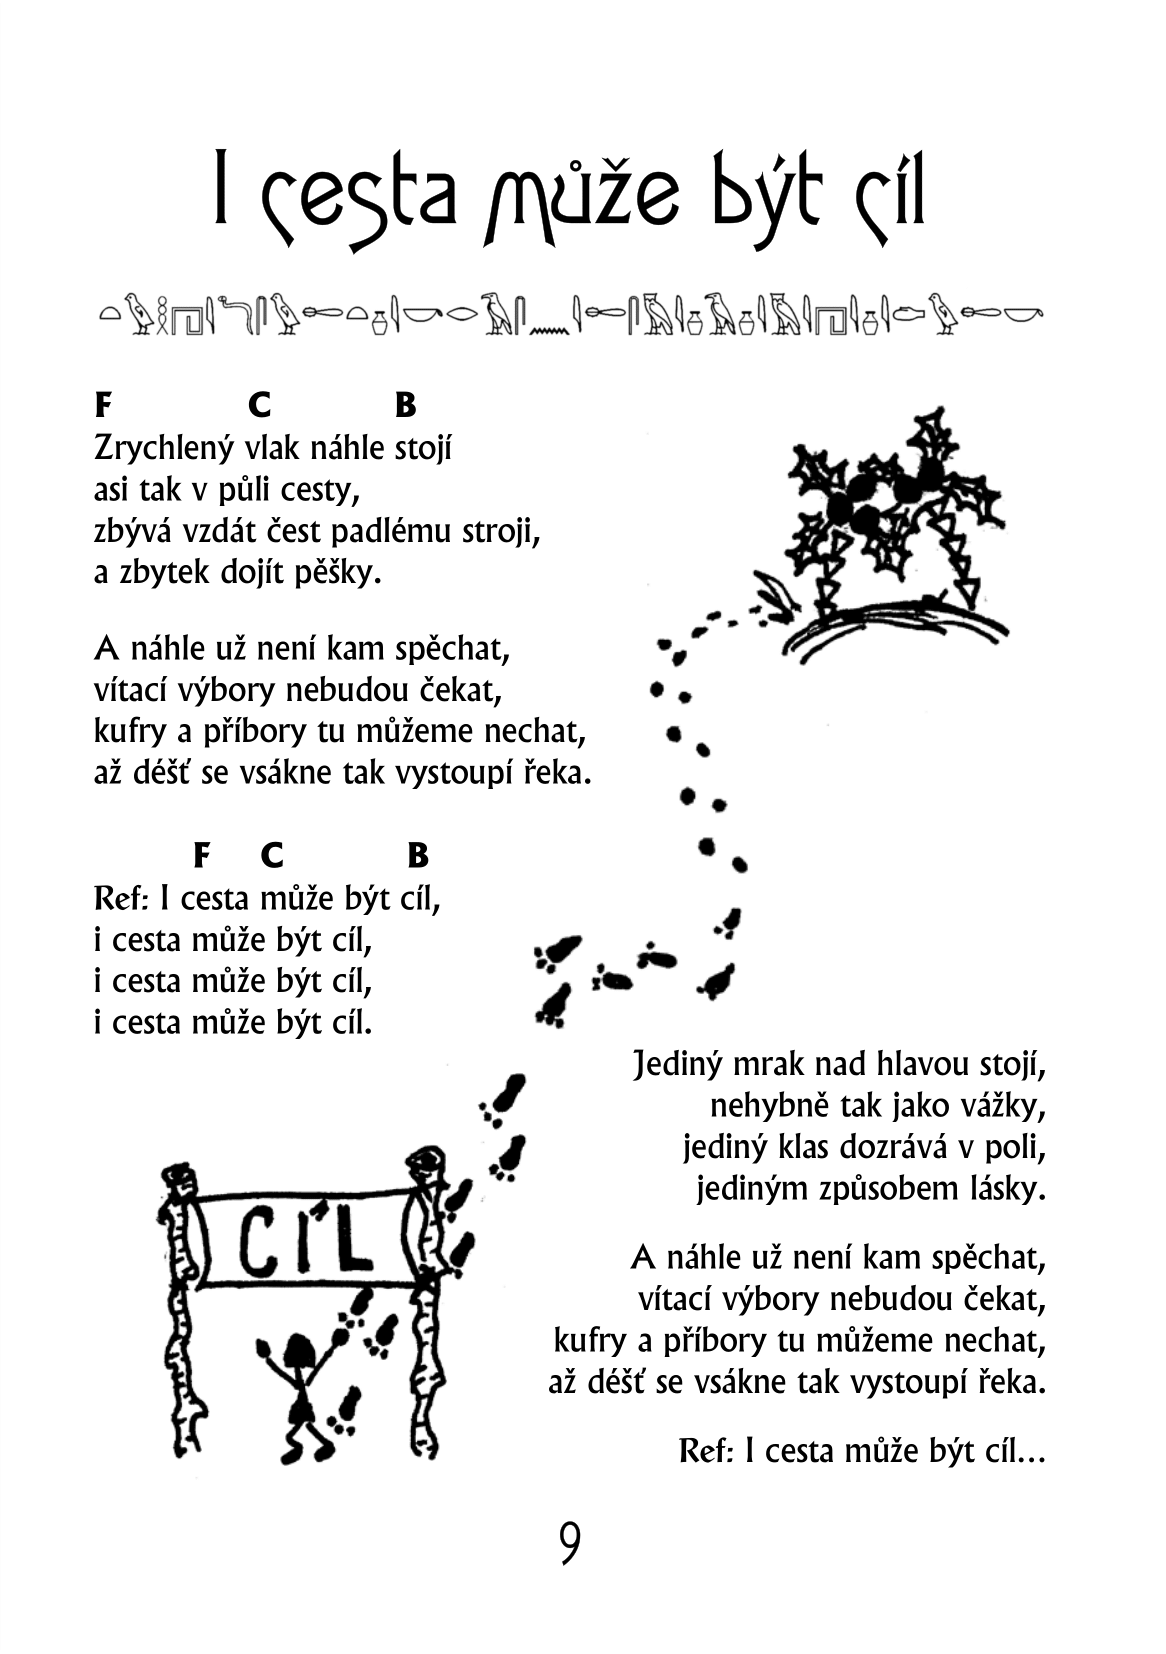 I cesta může být cíl
F C B
Zrychlený vlak náhle stojí
asi tak v půli cesty,
zbývá vzdát čest padlému stroji,
a zbytek dojít pěšky.
A náhle už není kam spěchat,
vítací výbory nebudou čekat,
kufry a příbory tu můžeme nechat,
až déšť se vsákne tak vystoupí řeka.
F C B
Ref: I cesta může být cíl,
i cesta může být cíl,
i cesta může být cíl,
i cesta může být cíl.
Jediný mrak nad hlavou stojí,
nehybně tak jako vážky,
jediný klas dozrává v poli,
jediným způsobem lásky.
A náhle už není kam spěchat,
vítací výbory nebudou čekat,
kufry a příbory tu můžeme nechat,
až déšť se vsákne tak vystoupí řeka.
Ref: I cesta může být cíl...
CÍL
9